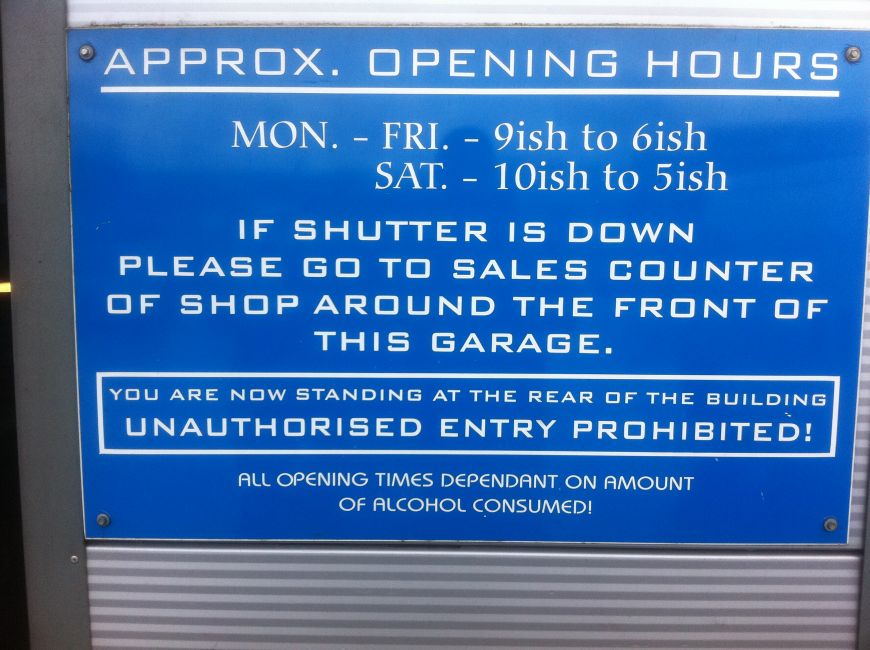 APPROX. OPENING HOURS
MON. - FRI. - 9ish to 6ish
SAT. - 10ish to 5ish
IF SHUTTER IS DOWN
PLEASE GO TO SALES COUNTER
OF SHOP AROUND THE FRONT OF
THIS GARAGE.
YOU ARE NOW STANDING AT THE REAR OF THE BUILDING
UNAUTHORISED ENTRY PROHIBITED!
ALL OPENING TIMES DEPENDANT ON AMOUNT
OF ALCOHOL CONSUMED!